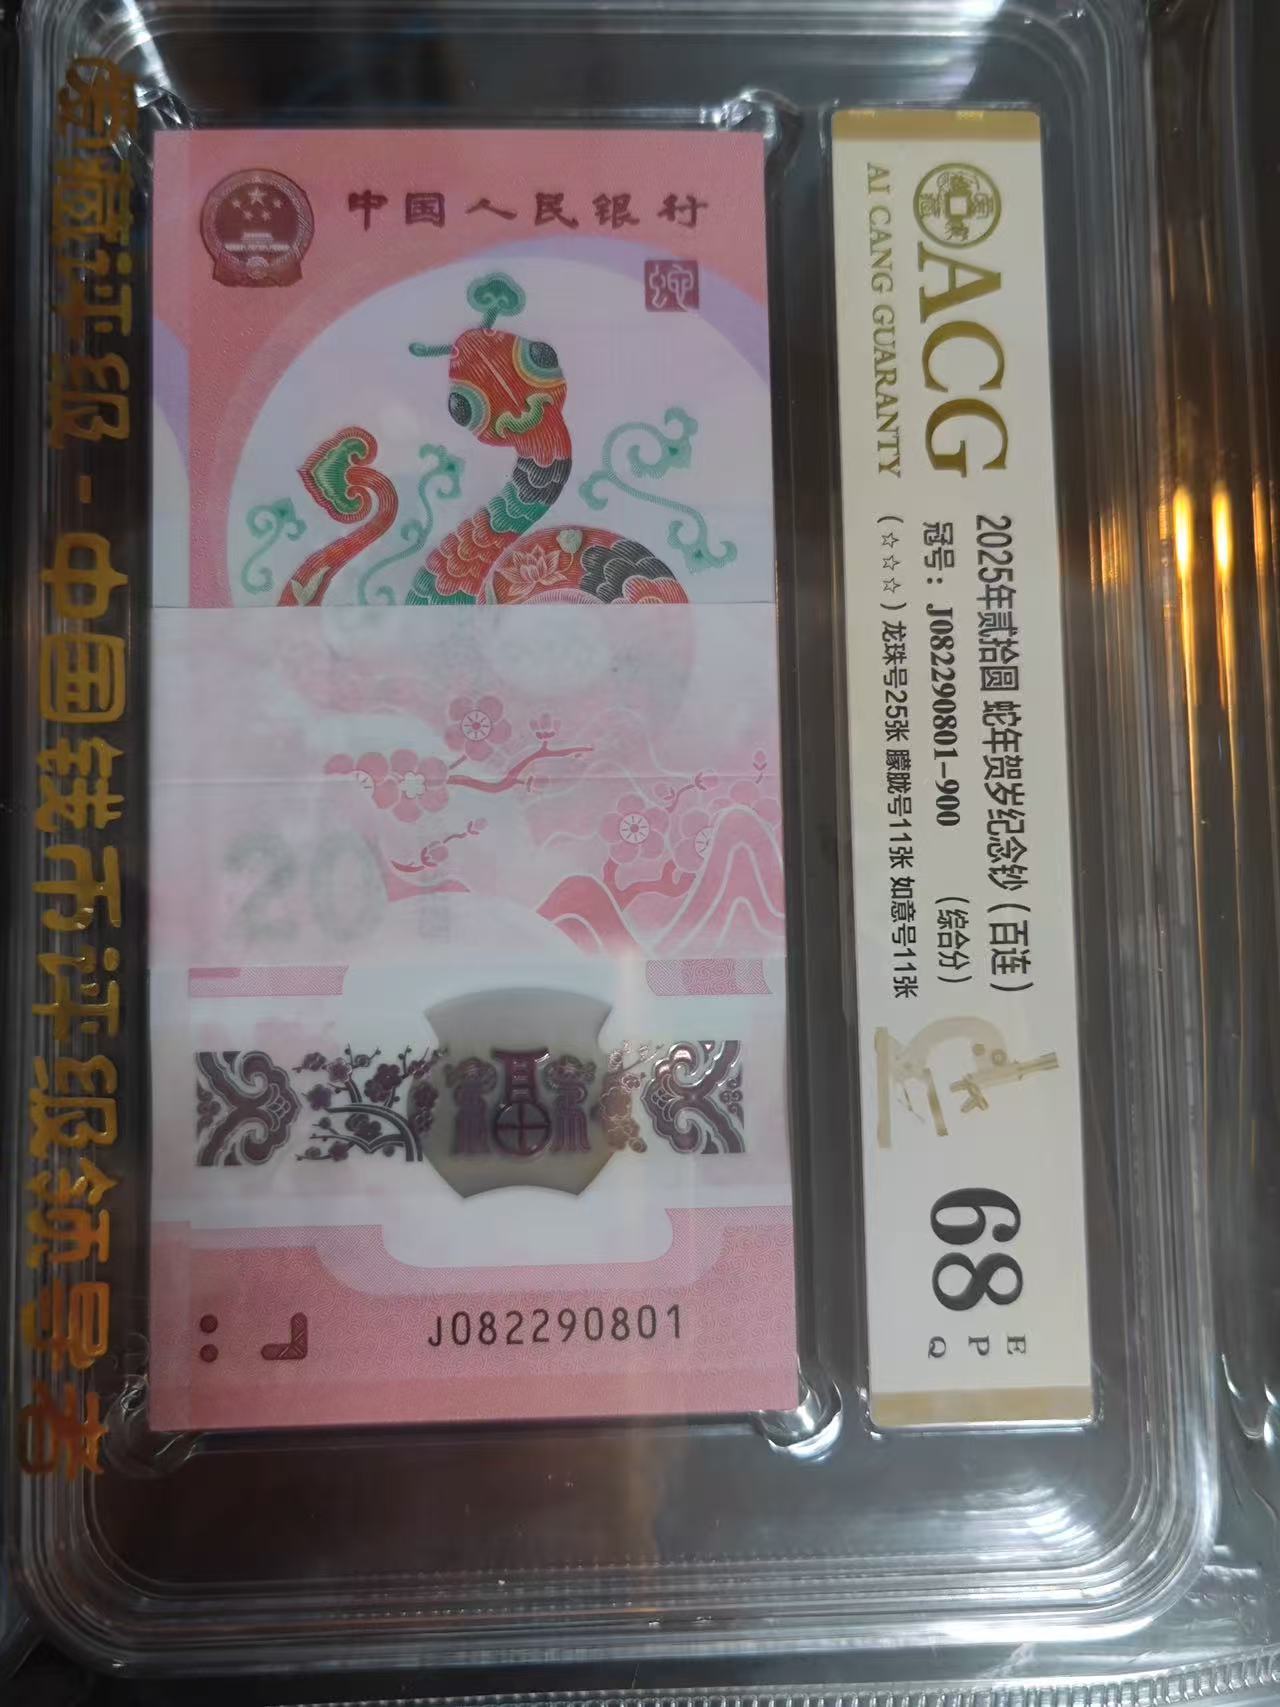 爱藏评级-中国钱币评级领导者
中国人民银行
20
福
J082290801
ACG
AI CANG GUARANTY
2025年贰拾圆 蛇年贺岁纪念钞（百连）
冠号：J082290801-900 （综合分）
（☆☆☆）龙珠号25张 朦胧号11张 如意号11张
68
E
P
Q